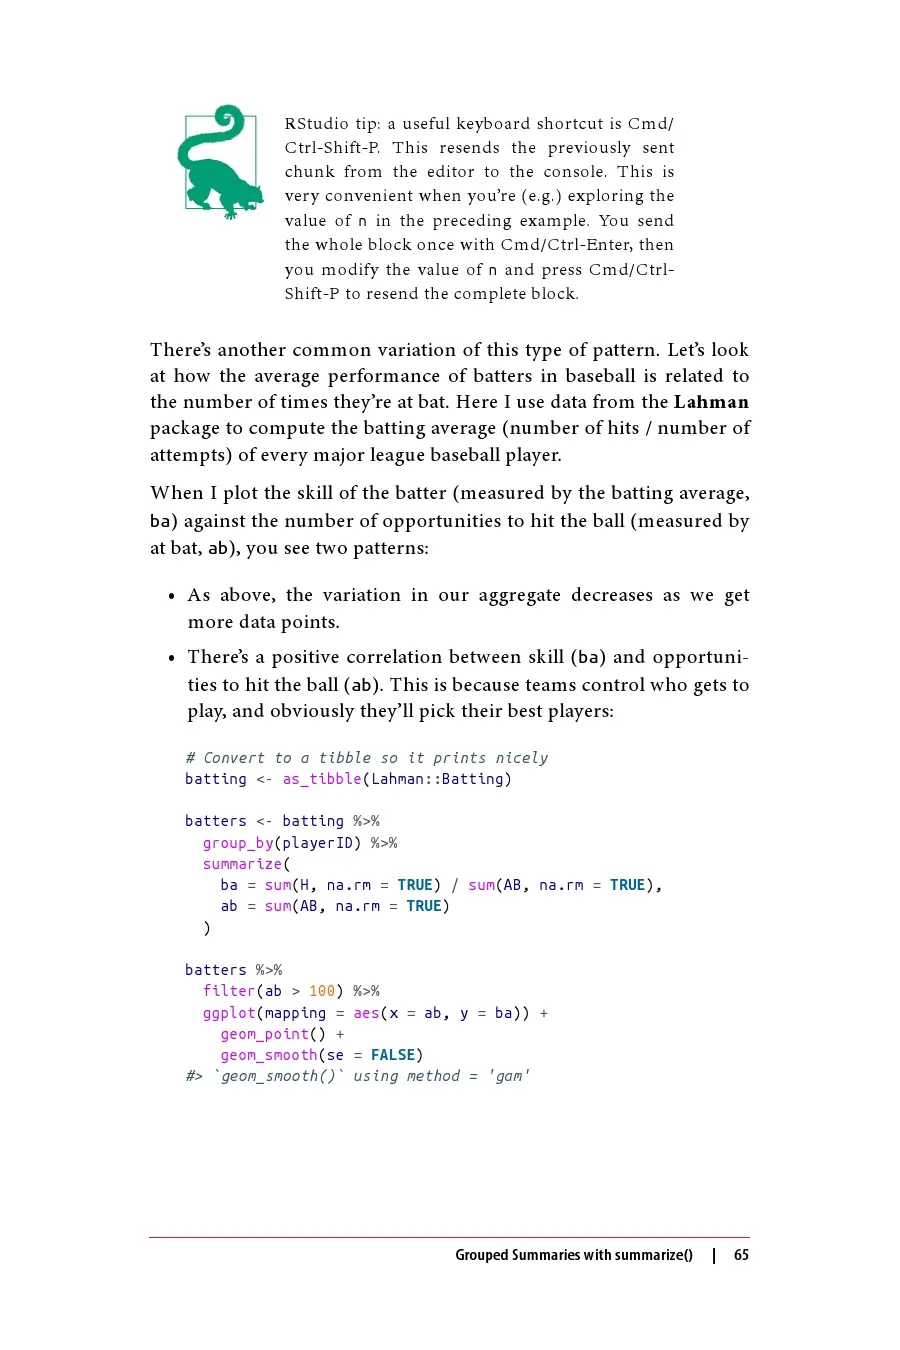 RStudio tip: a useful keyboard shortcut is Cmd/
Ctrl-Shift-P. This resends the previously sent
chunk from the editor to the console. This is
very convenient when you’re (e.g.) exploring the
value of n in the preceding example. You send
the whole block once with Cmd/Ctrl-Enter, then
you modify the value of n and press Cmd/Ctrl-
Shift-P to resend the complete block.
There’s another common variation of this type of pattern. Let’s look
at how the average performance of batters in baseball is related to
the number of times they’re at bat. Here I use data from the Lahman
package to compute the batting average (number of hits / number of
attempts) of every major league baseball player.
When I plot the skill of the batter (measured by the batting average,
ba) against the number of opportunities to hit the ball (measured by
at bat, ab), you see two patterns:
• As above, the variation in our aggregate decreases as we get
more data points.
• There’s a positive correlation between skill (ba) and opportuni-
ties to hit the ball (ab). This is because teams control who gets to
play, and obviously they’ll pick their best players:
# Convert to a tibble so it prints nicely
batting <- as_tibble(Lahman::Batting)
batters <- batting %>%
group_by(playerID) %>%
summarize(
ba = sum(H, na.rm = TRUE) / sum(AB, na.rm = TRUE),
ab = sum(AB, na.rm = TRUE)
)
batters %>%
filter(ab > 100) %>%
ggplot(mapping = aes(x = ab, y = ba)) +
geom_point() +
geom_smooth(se = FALSE)
#> `geom_smooth()` using method = 'gam'
Grouped Summaries with summarize() | 65